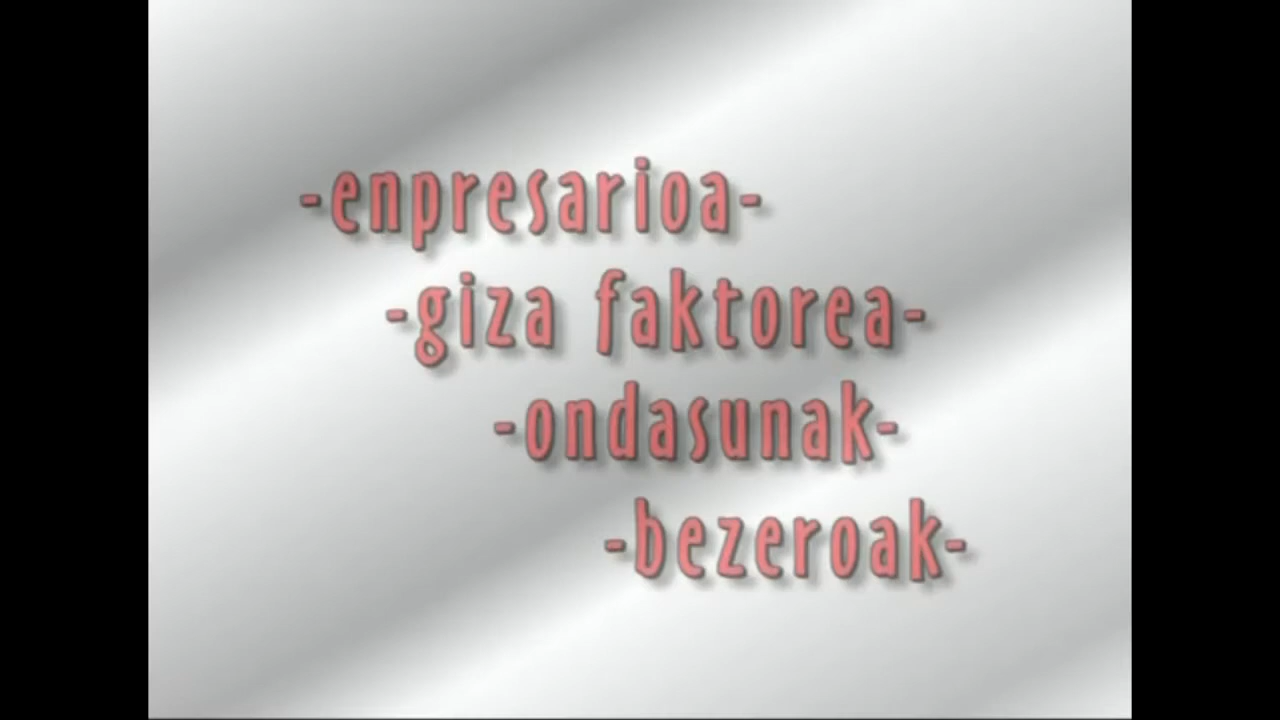 -enpresarioa-
-giza faktorea-
-ondasunak-
-bezeroak-